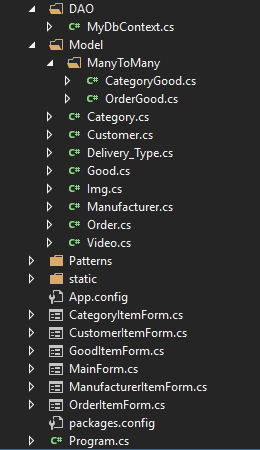 DAO
C# MyDbContext.cs
Model
ManyToMany
C# CategoryGood.cs
C# OrderGood.cs
C# Category.cs
C# Customer.cs
C# Delivery_Type.cs
C# Good.cs
C# Img.cs
C# Manufacturer.cs
C# Order.cs
C# Video.cs
Patterns
static
App.config
CategoryItemForm.cs
CustomerItemForm.cs
GoodItemForm.cs
MainForm.cs
ManufacturerItemForm.cs
OrderItemForm.cs
packages.config
C# Program.cs